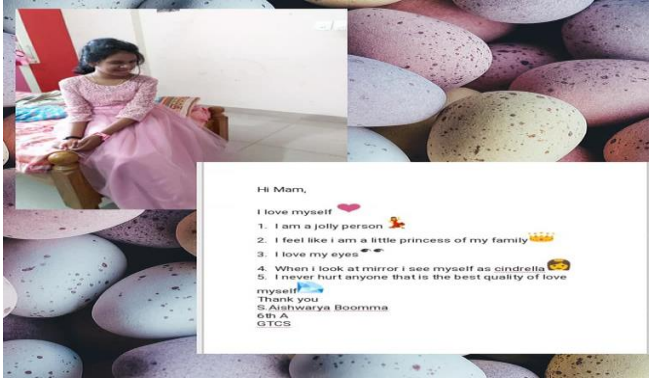 Hi Mam,
I love myself 💗
1. I am a jolly person 💃
2. I feel like i am a little princess of my family 👑
3. I love my eyes 👀
4. When i look at mirror i see myself as cindrella 👩
5. I never hurt anyone that is the best quality of love
myself 💎
Thank you
S.Aishwarya Boomma
6th A
GTCS